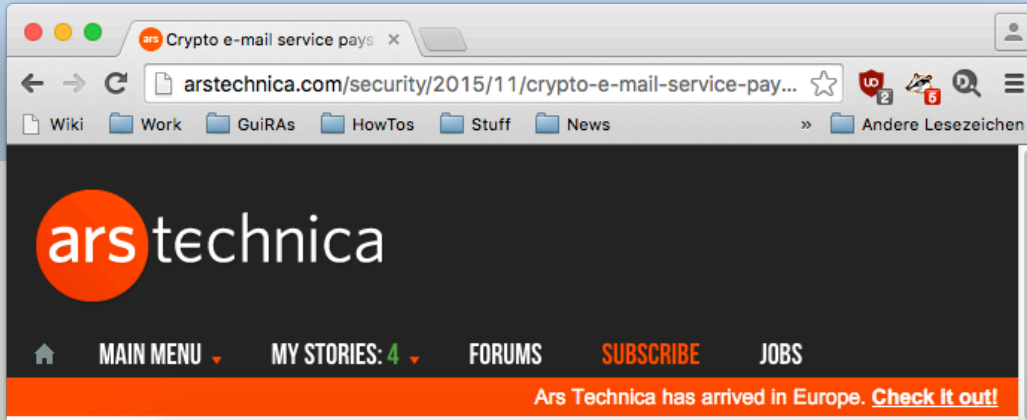 ars Crypto e-mail service pays
arstechnica.com/security/2015/11/crypto-e-mail-service-pay...
2
5
Wiki Work GuiRAs HowTos Stuff News » Andere Lesezeichen
ars technica
MAIN MENU MY STORIES: 4 FORUMS SUBSCRIBE JOBS
Ars Technica has arrived in Europe. Check it out!